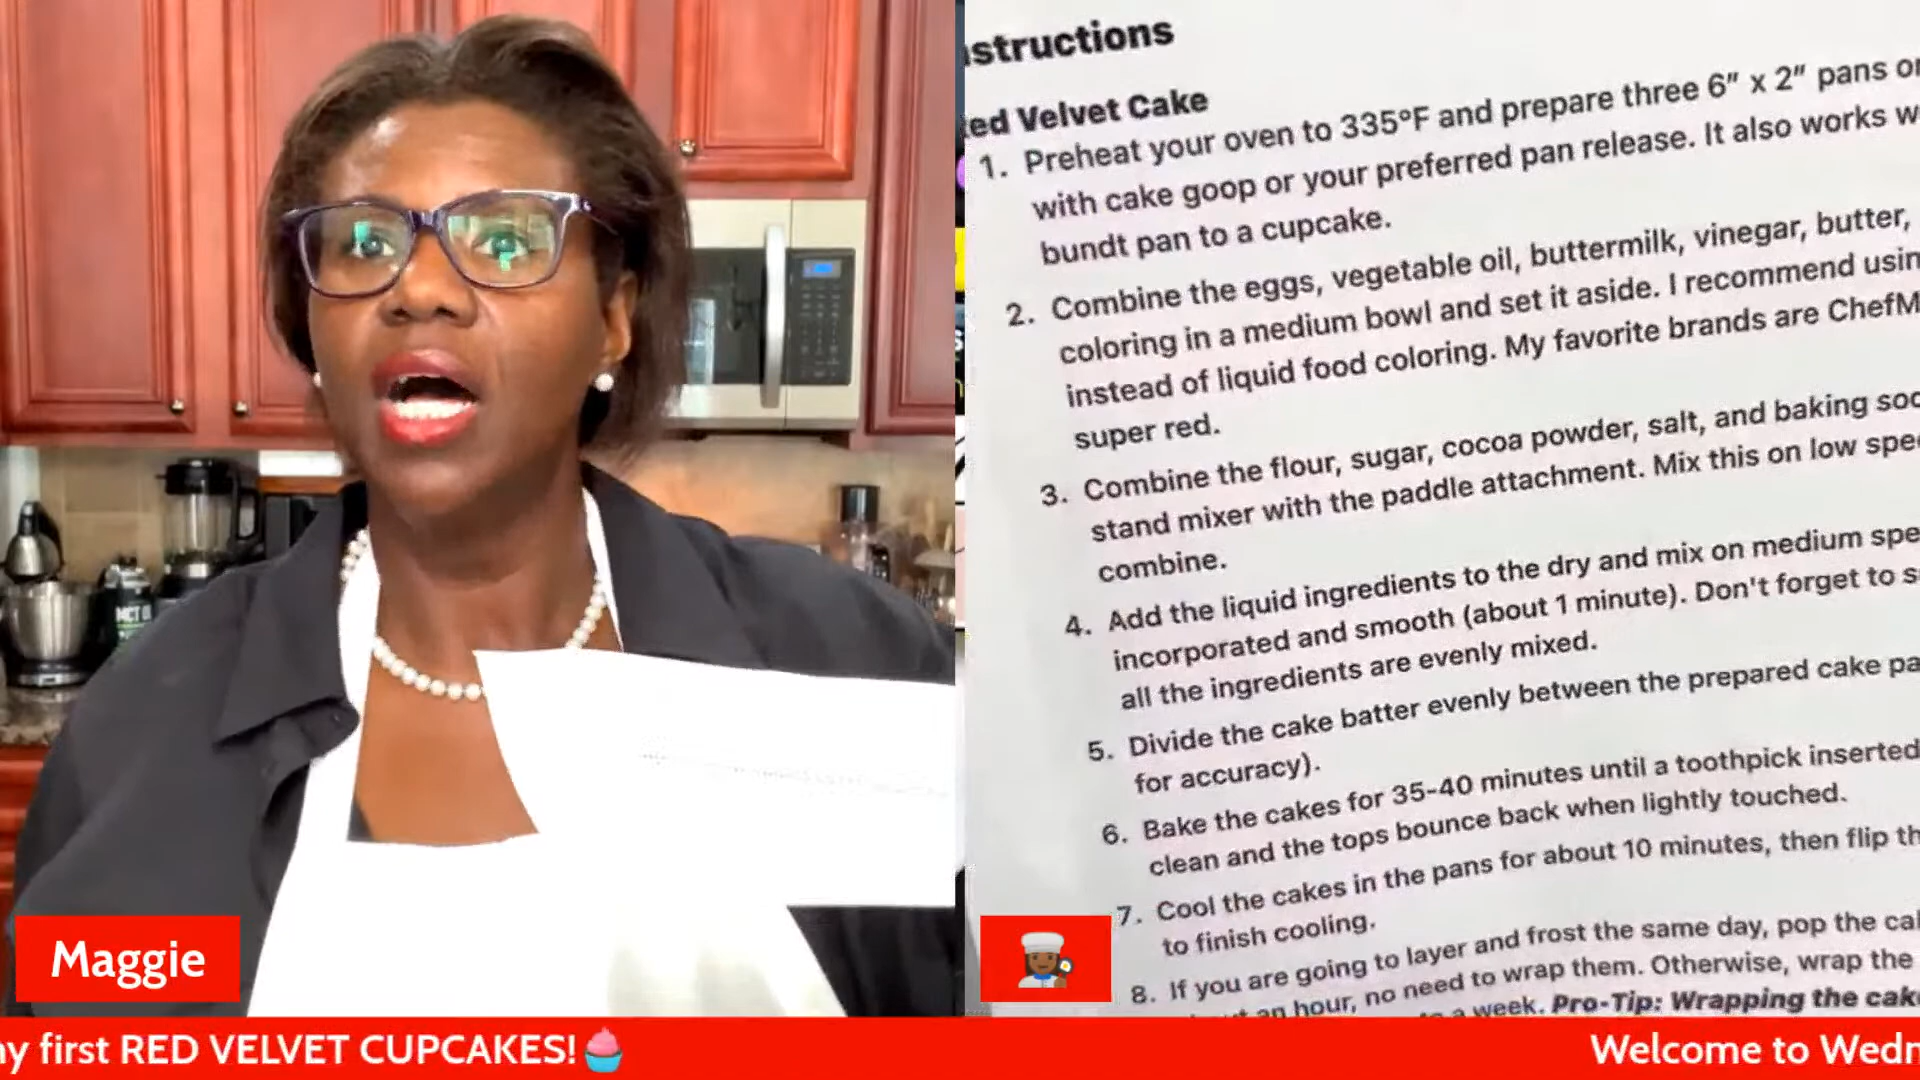 structions
ed Velvet Cake
1. Preheat your oven to 335°F and prepare three 6" x 2" pans or
with cake goop or your preferred pan release. It also works w
bundt pan to a cupcake.
2. Combine the eggs, vegetable oil, buttermilk, vinegar, butter,
coloring in a medium bowl and set it aside. I recommend usin
instead of liquid food coloring. My favorite brands are ChefM
super red.
3. Combine the flour, sugar, cocoa powder, salt, and baking soc
stand mixer with the paddle attachment. Mix this on low spe
combine.
4. Add the liquid ingredients to the dry and mix on medium spe
incorporated and smooth (about 1 minute). Don't forget to s
all the ingredients are evenly mixed.
5. Divide the cake batter evenly between the prepared cake pa
for accuracy).
6. Bake the cakes for 35-40 minutes until a toothpick inserted
clean and the tops bounce back when lightly touched.
7. Cool the cakes in the pans for about 10 minutes, then flip th
to finish cooling.
8. If you are going to layer and frost the same day, pop the cal
an hour, no need to wrap them. Otherwise, wrap the
a week. Pro-Tip: Wrapping the cake
MCT
Maggie
y first RED VELVET CUPCAKES!
Welcome to Wedn